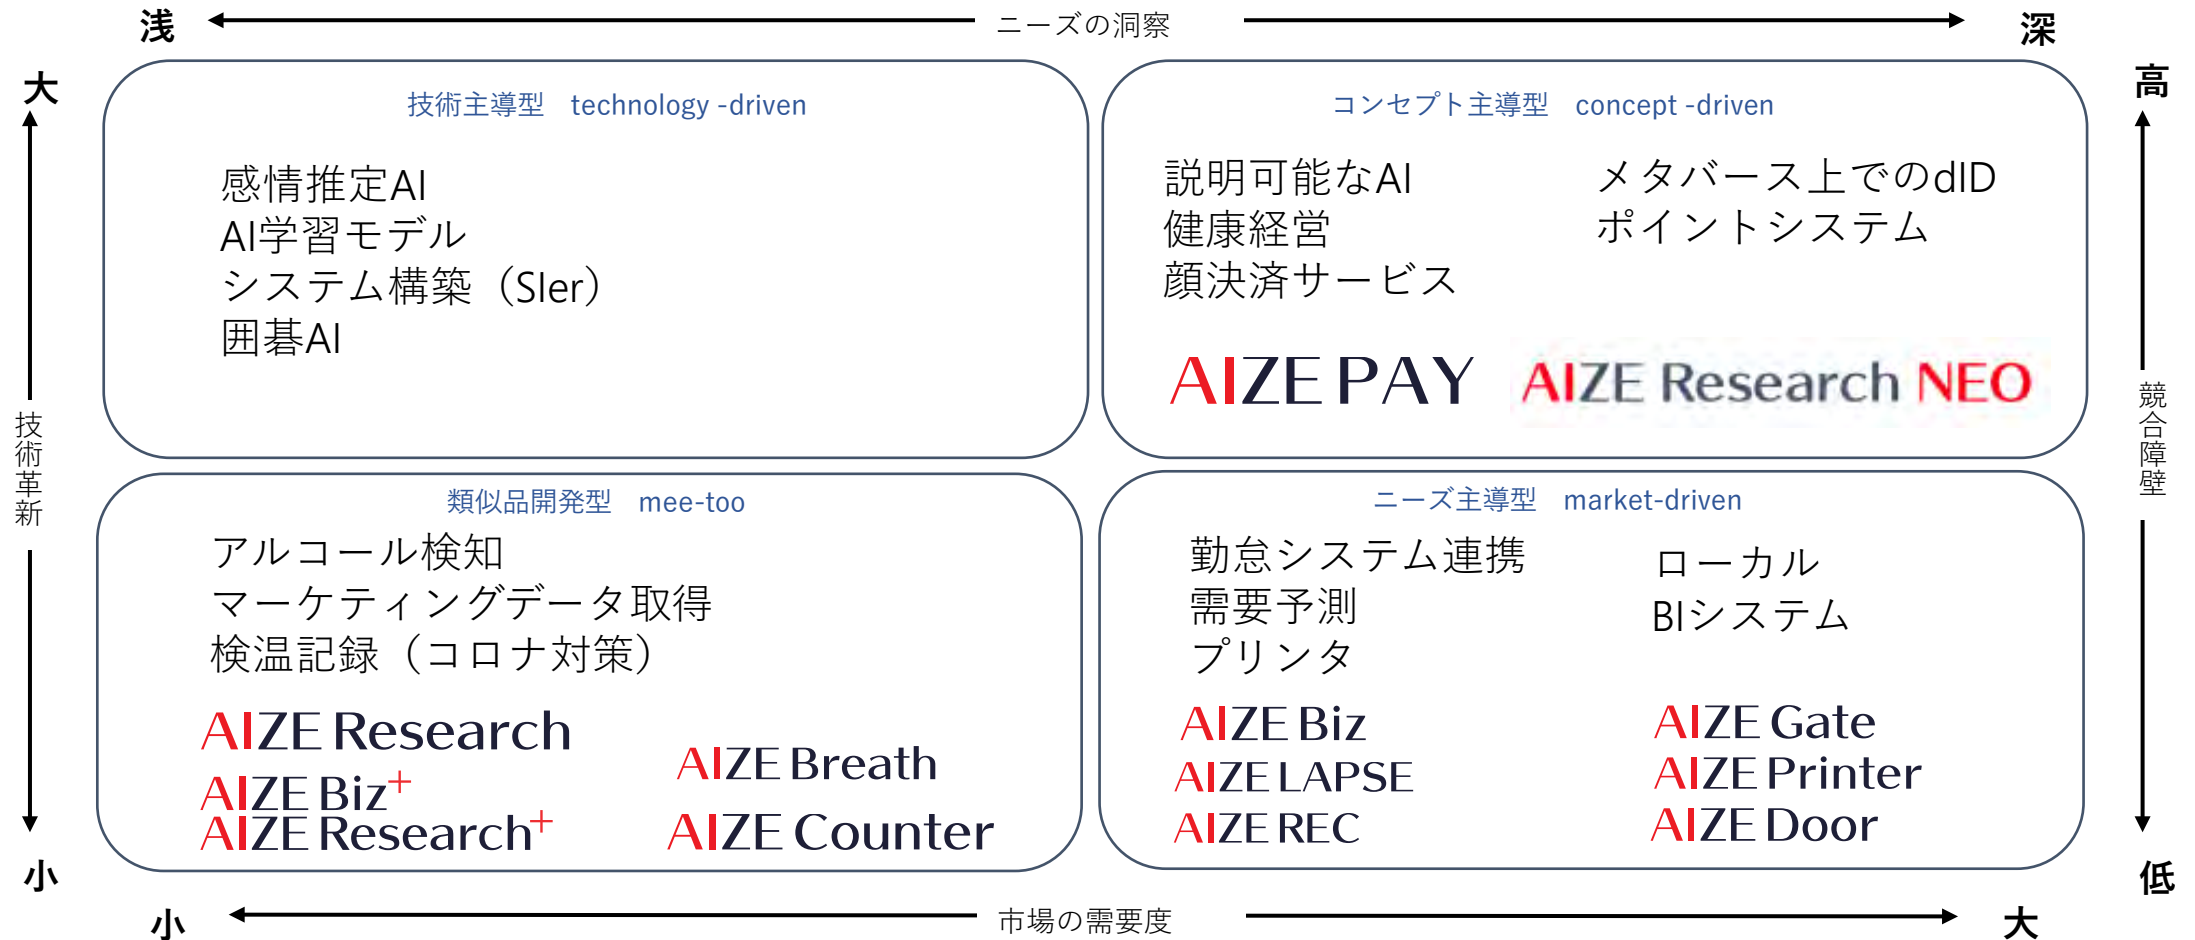 浅 ニーズの洞察 深
大
高
技術主導型 technology -driven
感情推定AI
AI学習モデル
システム構築（SIer）
囲碁AI
コンセプト主導型 concept -driven
説明可能なAI
健康経営
顔決済サービス
メタバース上でのdID
ポイントシステム
AIZE PAY
AIZE Research NEO
技術革新
競合障壁
類似品開発型 mee-too
アルコール検知
マーケティングデータ取得
検温記録（コロナ対策）
AIZE Research
AIZE Biz+
AIZE Research+
AIZE Breath
AIZE Counter
ニーズ主導型 market-driven
勤怠システム連携
需要予測
プリンタ
ローカル
BIシステム
AIZE Biz
AIZE LAPSE
AIZE REC
AIZE Gate
AIZE Printer
AIZE Door
小
低
小 市場の需要度 大